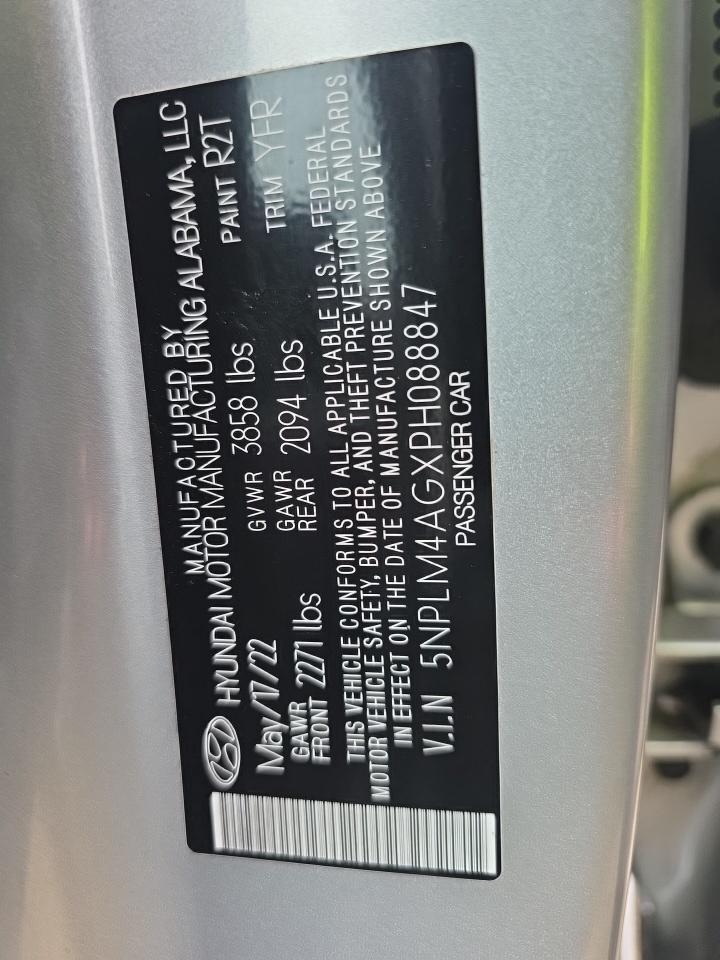 MANUFACTURED BY
HYUNDAI MOTOR MANUFACTURING ALABAMA, LLC
May/17/22 GVWR 3858 lbs PAINT R2T
GAWR FRONT 2271 lbs GAWR REAR 2094 lbs TRIM YFR
THIS VEHICLE CONFORMS TO ALL APPLICABLE U.S.A. FEDERAL
MOTOR VEHICLE SAFETY, BUMPER, AND THEFT PREVENTION STANDARDS
IN EFFECT ON THE DATE OF MANUFACTURE SHOWN ABOVE
V.I.N 5NPLM4AGXPH088847
PASSENGER CAR